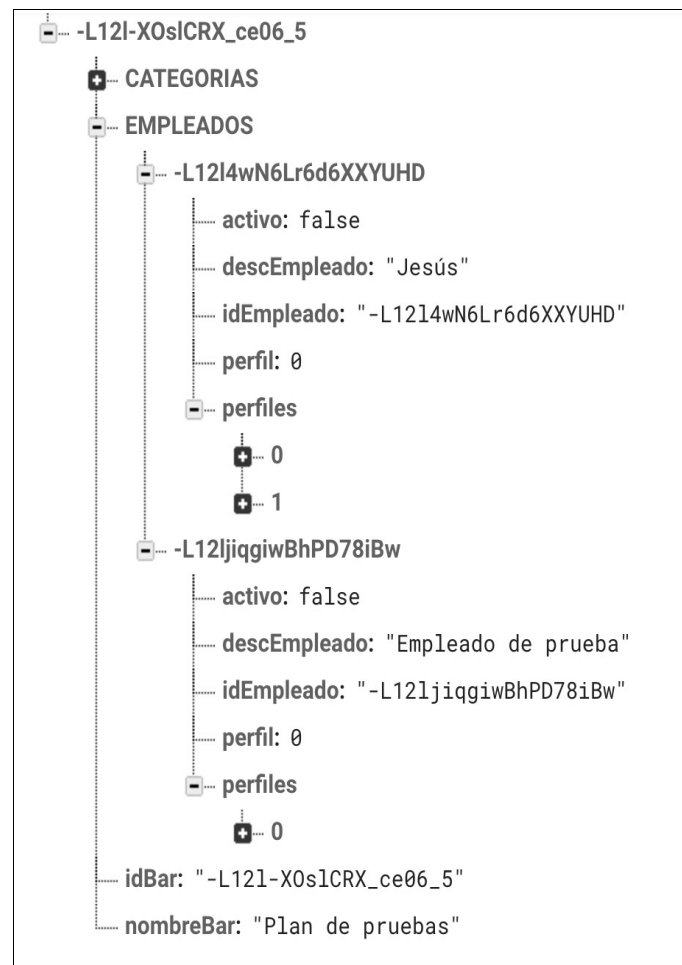 -L12l-XOslCRX_ce06_5
CATEGORIAS
EMPLEADOS
-L12l4wN6Lr6d6XXYUHD
activo: false
descEmpleado: "Jesús"
idEmpleado: "-L12l4wN6Lr6d6XXYUHD"
perfil: 0
perfiles
0
1
-L12ljiqgiwBhPD78iBw
activo: false
descEmpleado: "Empleado de prueba"
idEmpleado: "-L12ljiqgiwBhPD78iBw"
perfil: 0
perfiles
0
idBar: "-L12l-XOslCRX_ce06_5"
nombreBar: "Plan de pruebas"